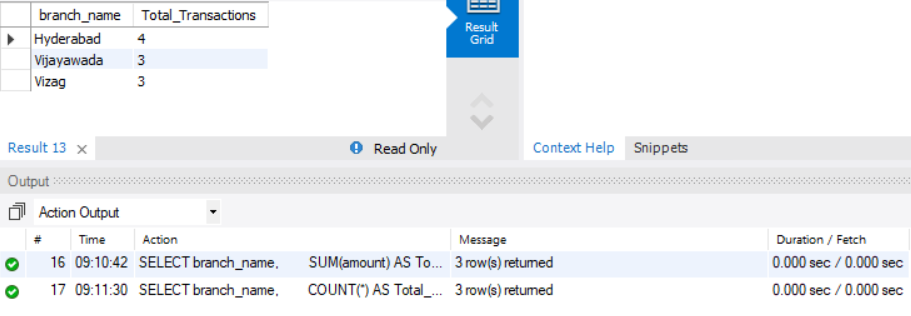 branch_name Total_Transactions
Hyderabad 4
Vijayawada 3
Vizag 3
Result
Grid
Result 13 × Read Only Context Help Snippets
Output
Action Output
# Time Action Message Duration / Fetch
16 09:10:42 SELECT branch_name, SUM(amount) AS To... 3 row(s) returned 0.000 sec / 0.000 sec
17 09:11:30 SELECT branch_name, COUNT(*) AS Total_... 3 row(s) returned 0.000 sec / 0.000 sec